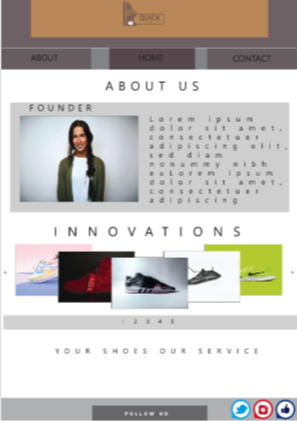 QUICK
ABOUT HOME CONTACT
ABOUT US
FOUNDER
Lorem ipsum
dolor sit amet,
consectetuer
adipiscing elit,
sed diam
nonummy nibh
euLorem ipsum
dolor sit amet,
consectetuer
adipiscing
INNOVATIONS
1 2 3 4 5
YOUR SHOES OUR SERVICE
FOLLOW US